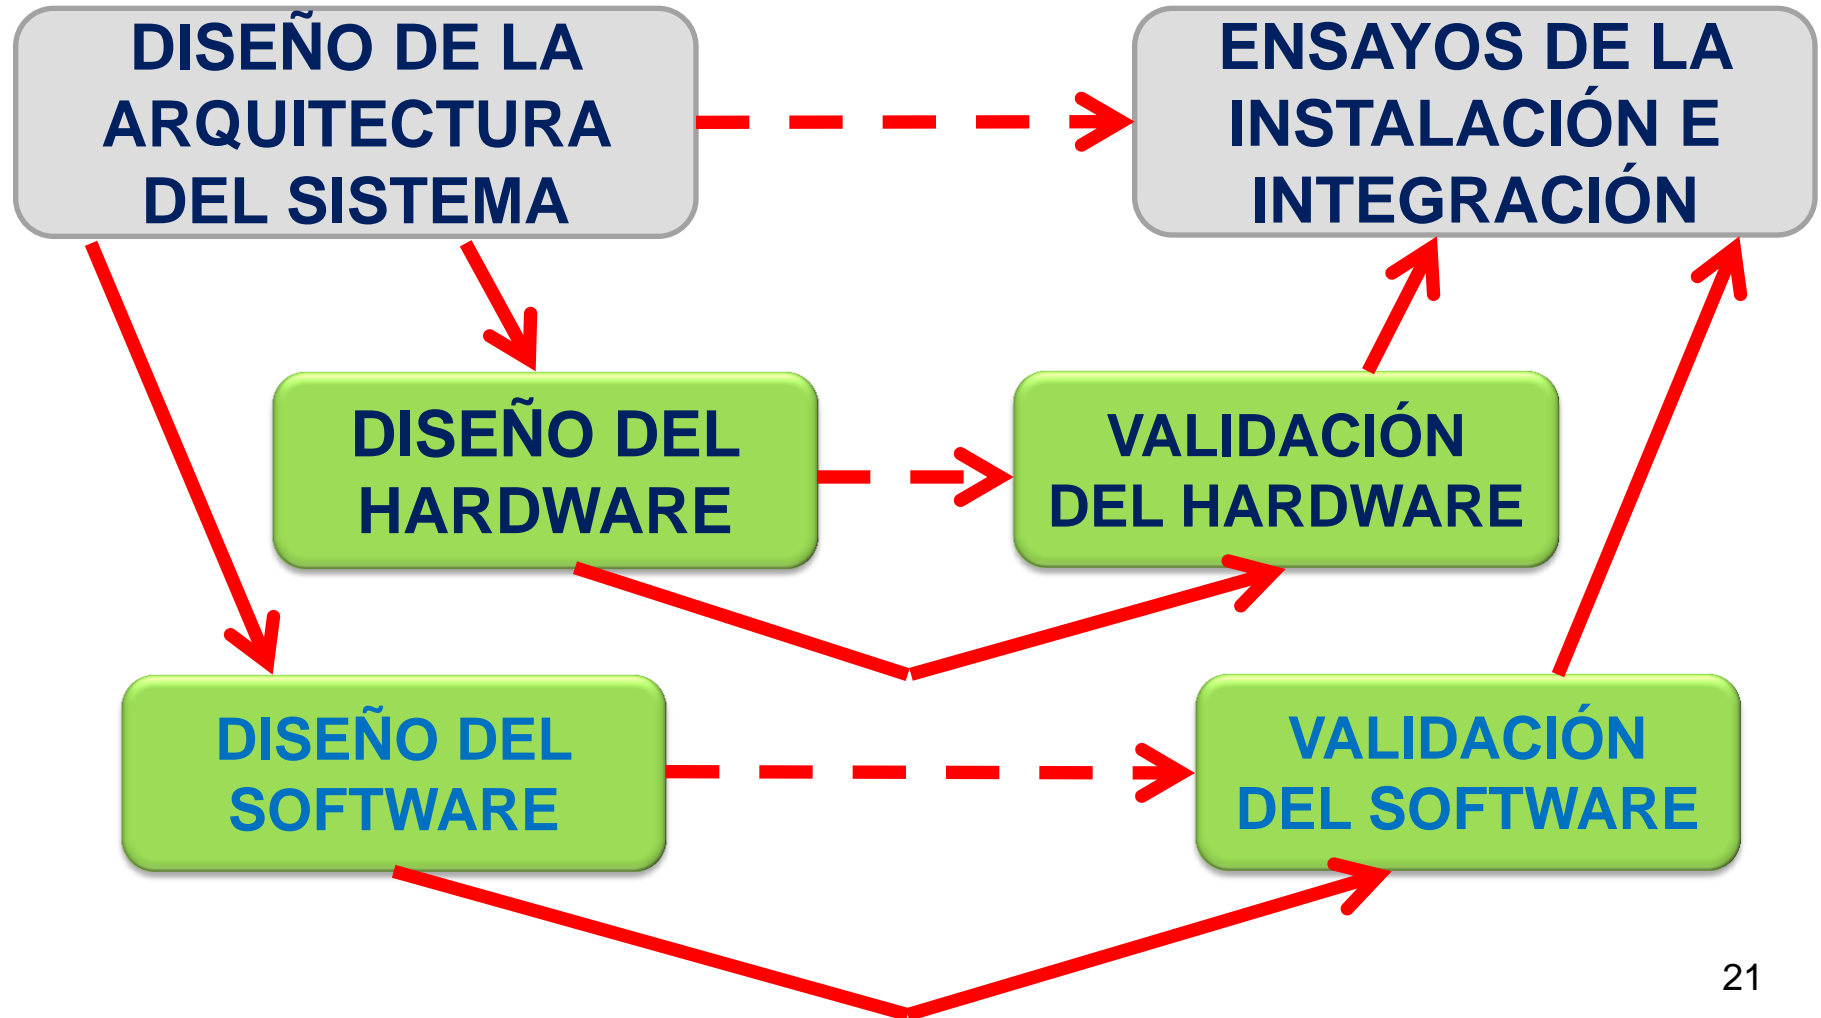 DISEÑO DE LA
ARQUITECTURA
DEL SISTEMA
ENSAYOS DE LA
INSTALACIÓN E
INTEGRACIÓN
DISEÑO DEL
HARDWARE
VALIDACIÓN
DEL HARDWARE
DISEÑO DEL
SOFTWARE
VALIDACIÓN
DEL SOFTWARE
21